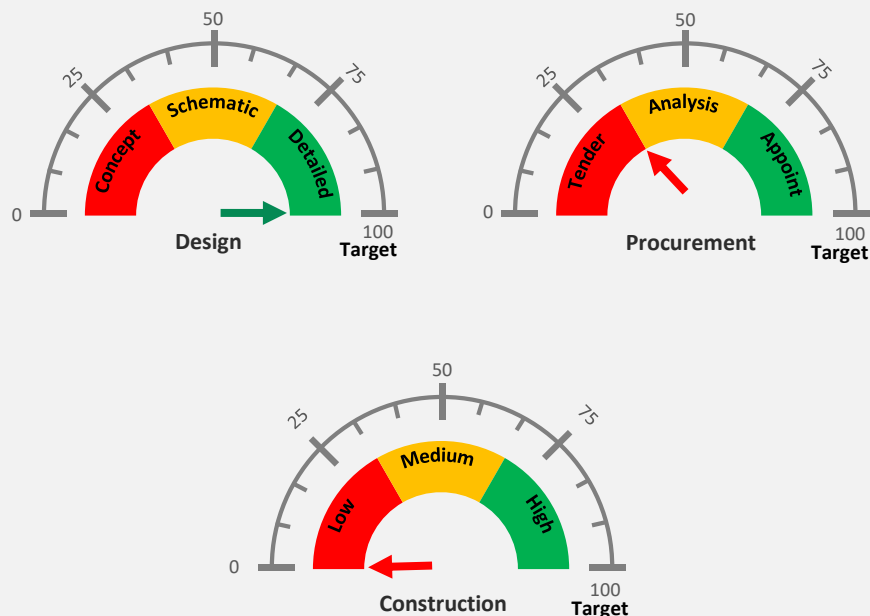 50
25
75
Schematic
Concept
Detailed
0
100
Design
Target
50
25
75
Analysis
Tender
Appoint
0
100
Procurement
Target
50
25
75
Medium
Low
High
0
100
Construction
Target